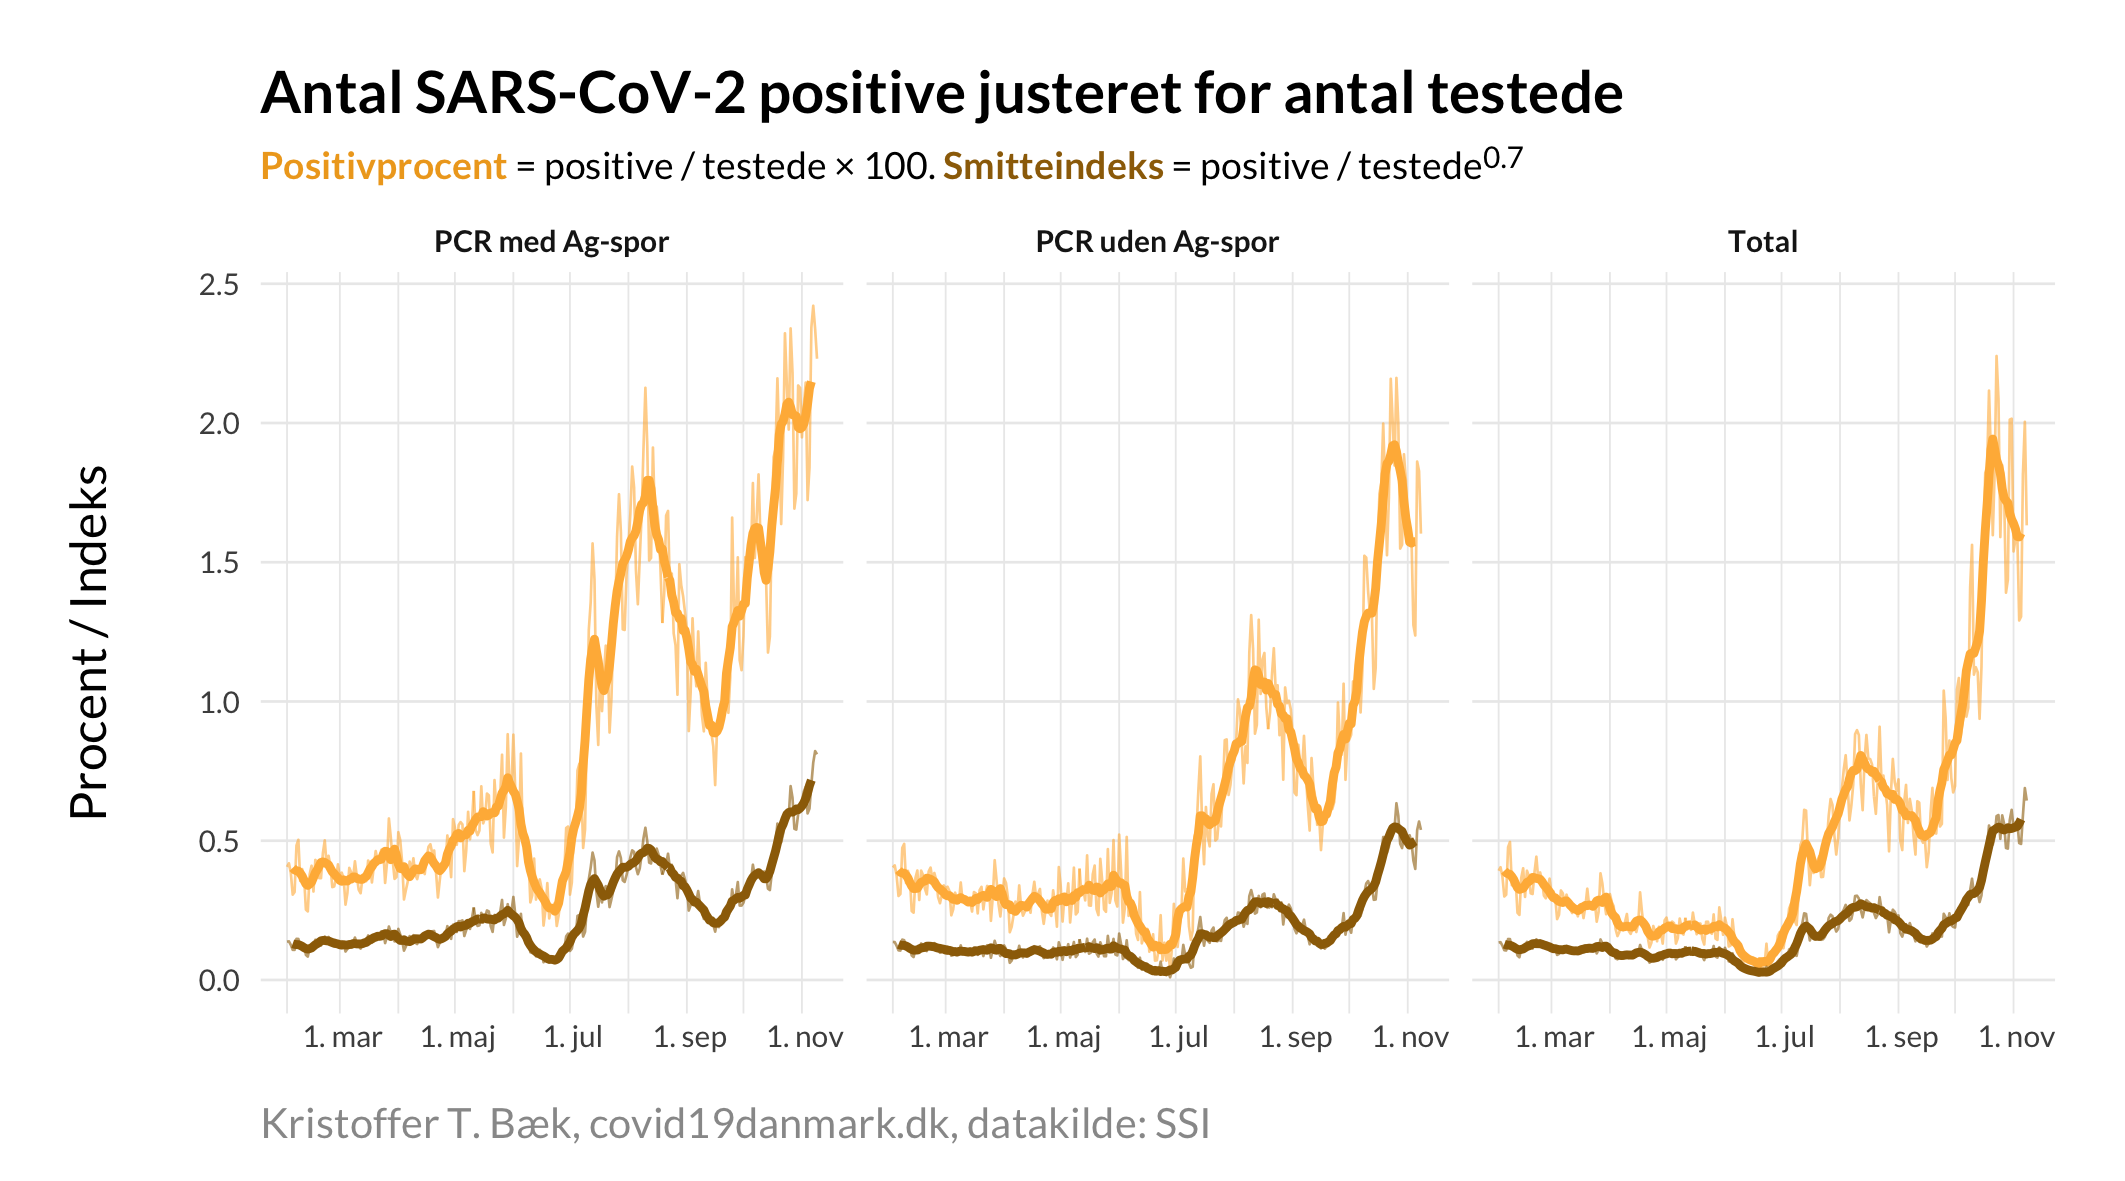 Antal SARS-CoV-2 positive justeret for antal testede
Positivprocent = positive / testede × 100. Smitteindeks = positive / testede^0.7
PCR med Ag-spor
PCR uden Ag-spor
Total
Procent / Indeks
2.5
2.0
1.5
1.0
0.5
0.0
1. mar 1. maj 1. jul 1. sep 1. nov
1. mar 1. maj 1. jul 1. sep 1. nov
1. mar 1. maj 1. jul 1. sep 1. nov
Kristoffer T. Bæk, covid19danmark.dk, datakilde: SSI